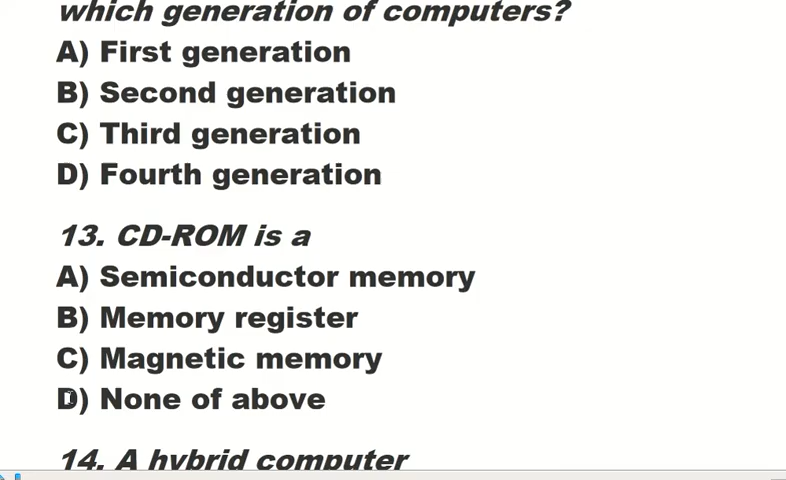 which generation of computers?
A) First generation
B) Second generation
C) Third generation
D) Fourth generation
13. CD-ROM is a
A) Semiconductor memory
B) Memory register
C) Magnetic memory
D) None of above
14. A hybrid computer